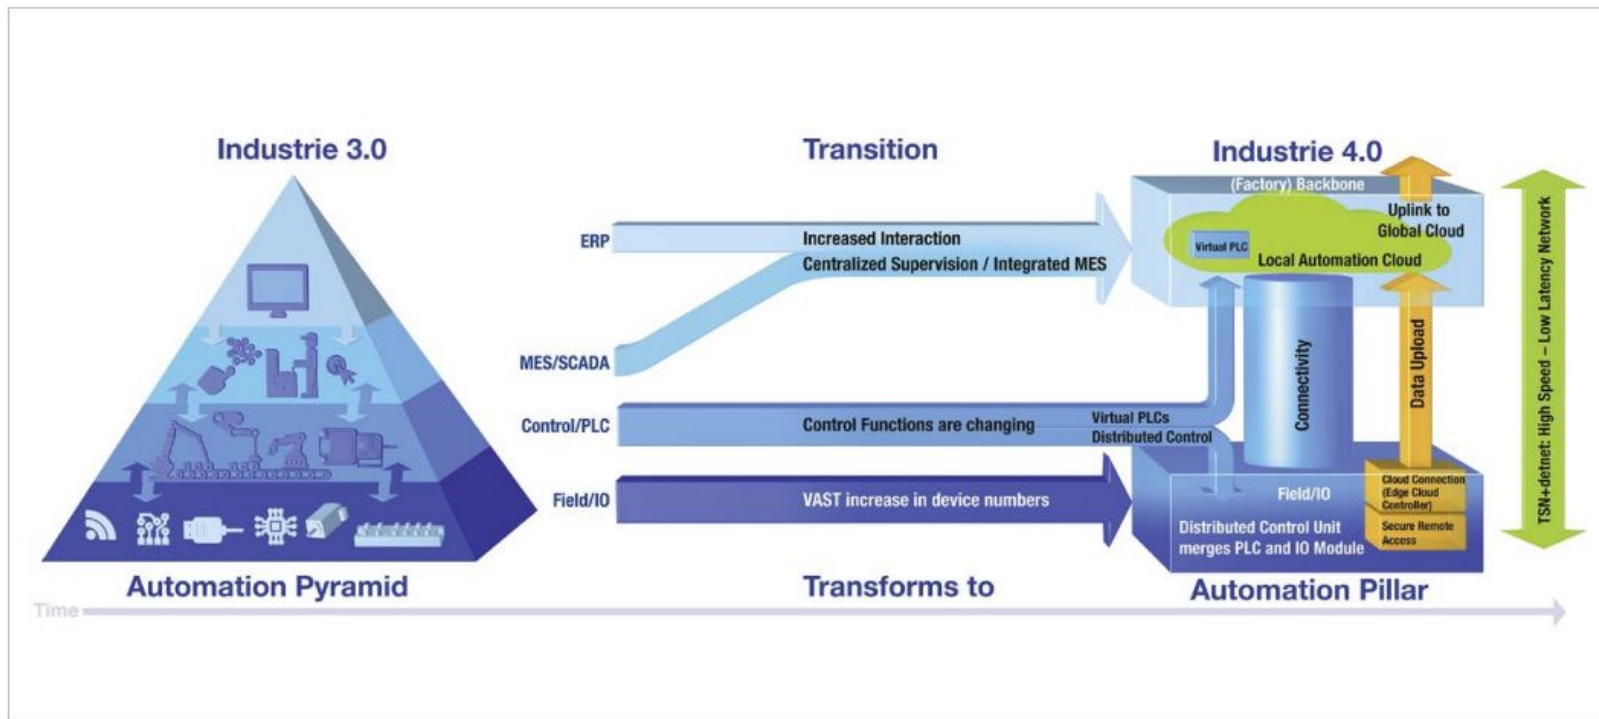 Industrie 3.0
Transition
Industrie 4.0
(Factory) Backbone
Uplink to
Global Cloud
Virtual PLC
Local Automation Cloud
ERP
Increased Interaction
Centralized Supervision / Integrated MES
MES/SCADA
Control/PLC
Control Functions are changing
Virtual PLCs
Distributed Control
Connectivity
Data Upload
TSN+detnet: High Speed – Low Latency Network
Field/IO
VAST increase in device numbers
Field/IO
Distributed Control Unit
merges PLC and IO Module
Cloud Connection
(Edge Cloud
Controller)
Secure Remote
Access
Automation Pyramid
Transforms to
Automation Pillar
Time